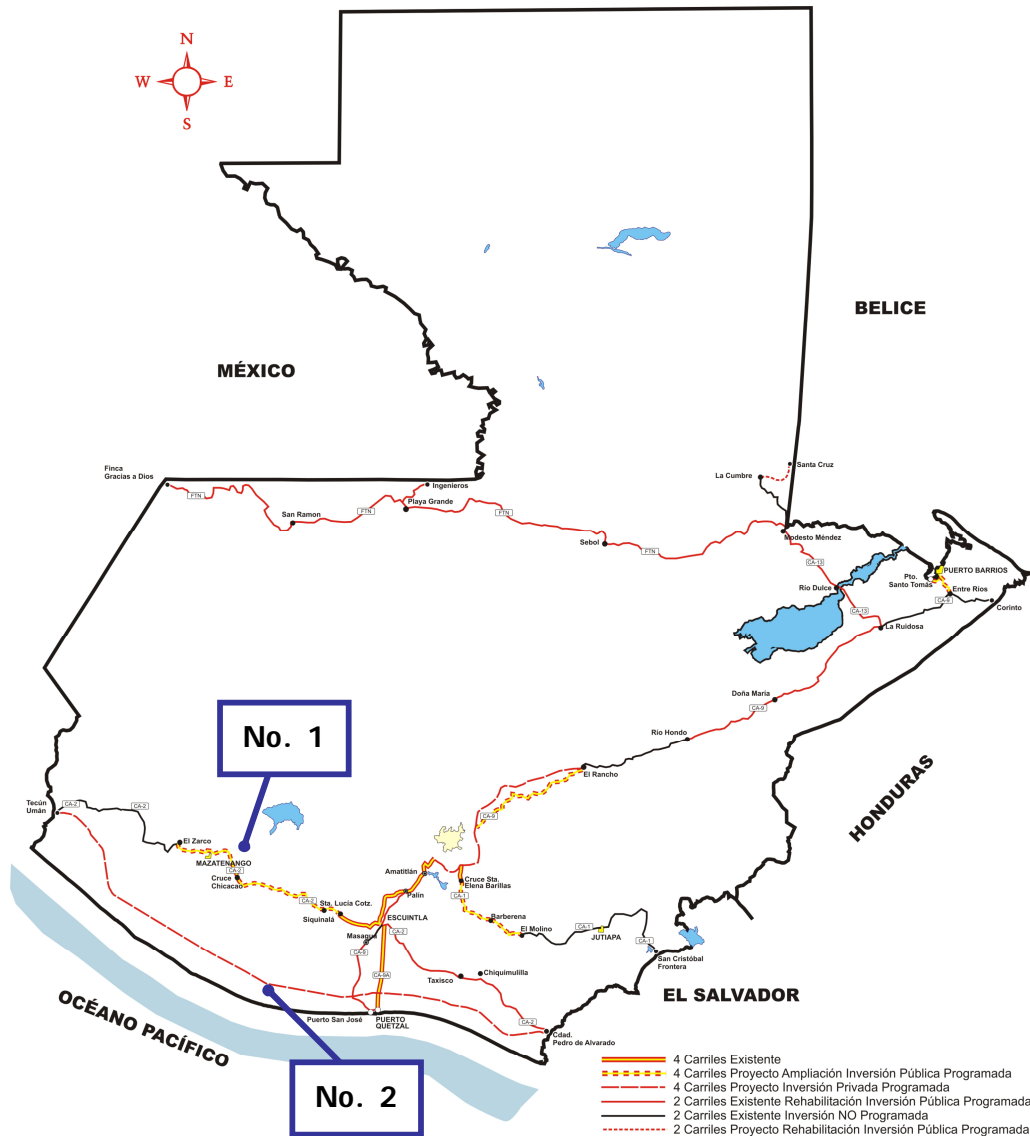 N
W E
S
BELICE
MÉXICO
Finca
Gracias a Dios
FTN
San Ramon
FTN
Ingenieros
Playa Grande
FTN
Sebol
FTN
La Cumbre
Santa Cruz
Modesto Méndez
CA-13
Río Dulce
CA-13
Pto.
Santo Tomás
PUERTO BARRIOS
Entre Ríos
CA-9
Corinto
La Ruidosa
Doña María
CA-9
Río Hondo
El Rancho
CA-9
HONDURAS
No. 1
Tecún
Umán
CA-2
CA-2
El Zarco
MAZATENANGO
CA-2
Cruce
Chicacao
CA-2
Sta. Lucía Cotz.
Siquinalá
Amatitlán
Palín
ESCUINTLA
CA-2
Masagua
CA-9
CA-9A
Cruce Sta.
Elena Barillas
CA-1
Barberena
El Molino
CA-1
JUTIAPA
CA-1
San Cristóbal
Frontera
Taxisco
Chiquimulilla
CA-2
EL SALVADOR
Puerto San José
PUERTO
QUETZAL
Cdad.
Pedro de Alvarado
OCÉANO PACÍFICO
No. 2
4 Carriles Existente
4 Carriles Proyecto Ampliación Inversión Pública Programada
4 Carriles Proyecto Inversión Privada Programada
2 Carriles Existente Rehabilitación Inversión Pública Programada
2 Carriles Existente Inversión NO Programada
2 Carriles Proyecto Rehabilitación Inversión Pública Programada